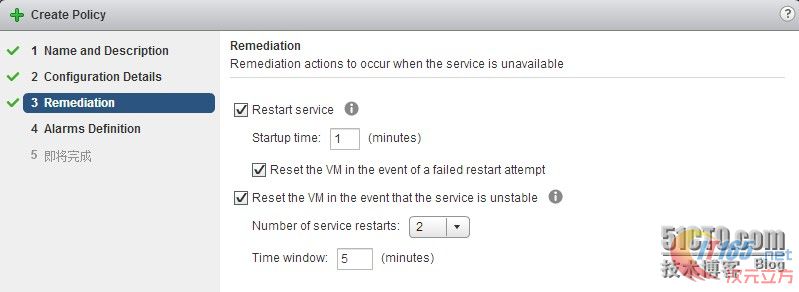 Create Policy
1 Name and Description
2 Configuration Details
3 Remediation
4 Alarms Definition
5 即将完成
Remediation
Remediation actions to occur when the service is unavailable
Restart service
Startup time: 1 (minutes)
Reset the VM in the event of a failed restart attempt
Reset the VM in the event that the service is unstable
Number of service restarts: 2
Time window: 5 (minutes)
51CTO.com
技术博客 Blog
IT165.net
次元立方